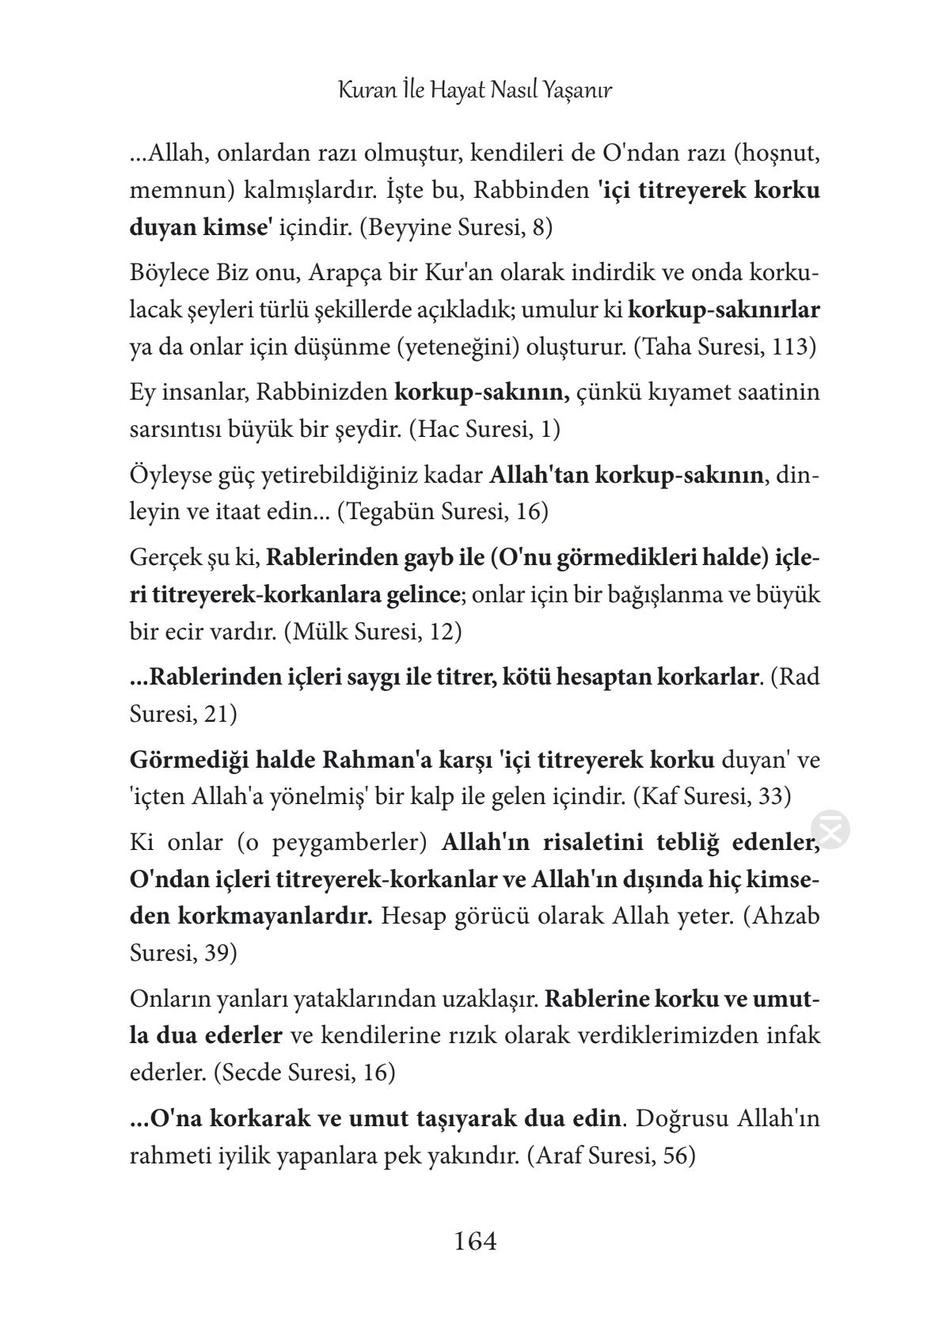 Kuran İle Hayat Nasıl Yaşanır
...Allah, onlardan razı olmuştur, kendileri de O'ndan razı (hoşnut,
memnun) kalmışlardır. İşte bu, Rabbinden 'içi titreyerek korku
duyan kimse' içindir. (Beyyine Suresi, 8)
Böylece Biz onu, Arapça bir Kur'an olarak indirdik ve onda korku-
lacak şeyleri türlü şekillerde açıkladık; umulur ki korkup-sakınırlar
ya da onlar için düşünme (yeteneğini) oluşturur. (Taha Suresi, 113)
Ey insanlar, Rabbinizden korkup-sakının, çünkü kıyamet saatinin
sarsıntısı büyük bir şeydir. (Hac Suresi, 1)
Öyleyse güç yetirebildiğiniz kadar Allah'tan korkup-sakının, din-
leyin ve itaat edin... (Tegabün Suresi, 16)
Gerçek şu ki, Rablerinden gayb ile (O'nu görmedikleri halde) içle-
ri titreyerek-korkanlara gelince; onlar için bir bağışlanma ve büyük
bir ecir vardır. (Mülk Suresi, 12)
...Rablerinden içleri saygı ile titrer, kötü hesaptan korkarlar. (Rad
Suresi, 21)
Görmediği halde Rahman'a karşı 'içi titreyerek korku duyan' ve
'içten Allah'a yönelmiş' bir kalp ile gelen içindir. (Kaf Suresi, 33)
Ki onlar (o peygamberler) Allah'ın risaletini tebliğ edenler,
O'ndan içleri titreyerek-korkanlar ve Allah'ın dışında hiç kimse-
den korkmayanlardır. Hesap görücü olarak Allah yeter. (Ahzab
Suresi, 39)
Onların yanları yataklarından uzaklaşır. Rablerine korku ve umut-
la dua ederler ve kendilerine rızık olarak verdiklerimizden infak
ederler. (Secde Suresi, 16)
...O'na korkarak ve umut taşıyarak dua edin. Doğrusu Allah'ın
rahmeti iyilik yapanlara pek yakındır. (Araf Suresi, 56)
164